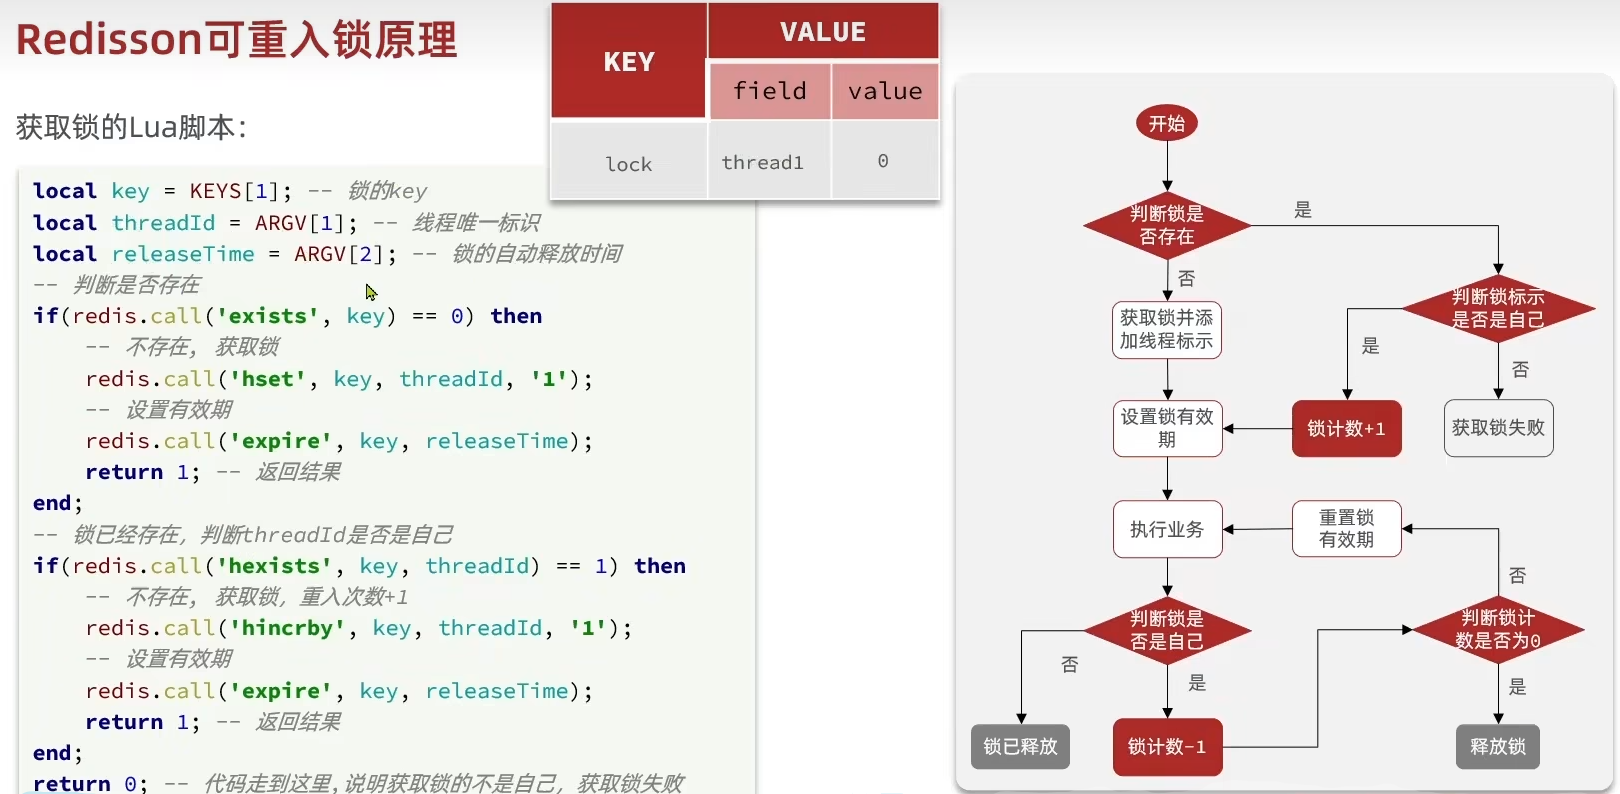 Redisson可重入锁原理
KEY
VALUE
field
value
lock
thread1
0
获取锁的Lua脚本：
local key = KEYS[1]; -- 锁的key
local threadId = ARGV[1]; -- 线程唯一标识
local releaseTime = ARGV[2]; -- 锁的自动释放时间
-- 判断是否存在
if(redis.call('exists', key) == 0) then
-- 不存在, 获取锁
redis.call('hset', key, threadId, '1');
-- 设置有效期
redis.call('expire', key, releaseTime);
return 1; -- 返回结果
end;
-- 锁已经存在，判断threadId是否是自己
if(redis.call('hexists', key, threadId) == 1) then
-- 不存在, 获取锁，重入次数+1
redis.call('hincrby', key, threadId, '1');
-- 设置有效期
redis.call('expire', key, releaseTime);
return 1; -- 返回结果
end;
return 0; -- 代码走到这里,说明获取锁的不是自己，获取锁失败
开始
判断锁是
否存在
是
否
判断锁标示
是否是自己
获取锁并添
加线程标示
是
否
设置锁有效
期
锁计数+1
获取锁失败
执行业务
重置锁
有效期
否
判断锁是
否是自己
判断锁计
数是否为0
否
是
是
锁已释放
锁计数-1
释放锁